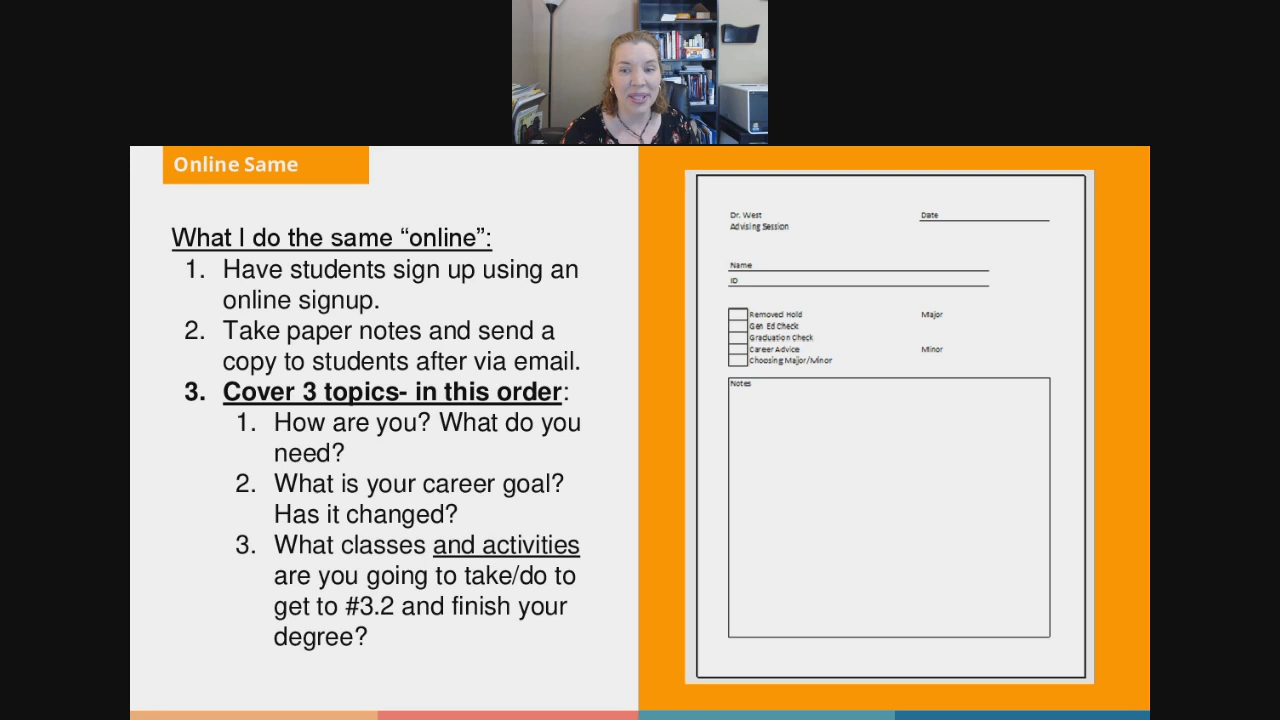 Online Same
What I do the same “online”:
1. Have students sign up using an
online signup.
2. Take paper notes and send a
copy to students after via email.
3. Cover 3 topics- in this order:
1. How are you? What do you
need?
2. What is your career goal?
Has it changed?
3. What classes and activities
are you going to take/do to
get to #3.2 and finish your
degree?
Dr. West
Date
Advising Session
Name
ID
Removed Hold
Major
Gen Ed Check
Graduation Check
Career Advice
Minor
Choosing Major/Minor
Notes